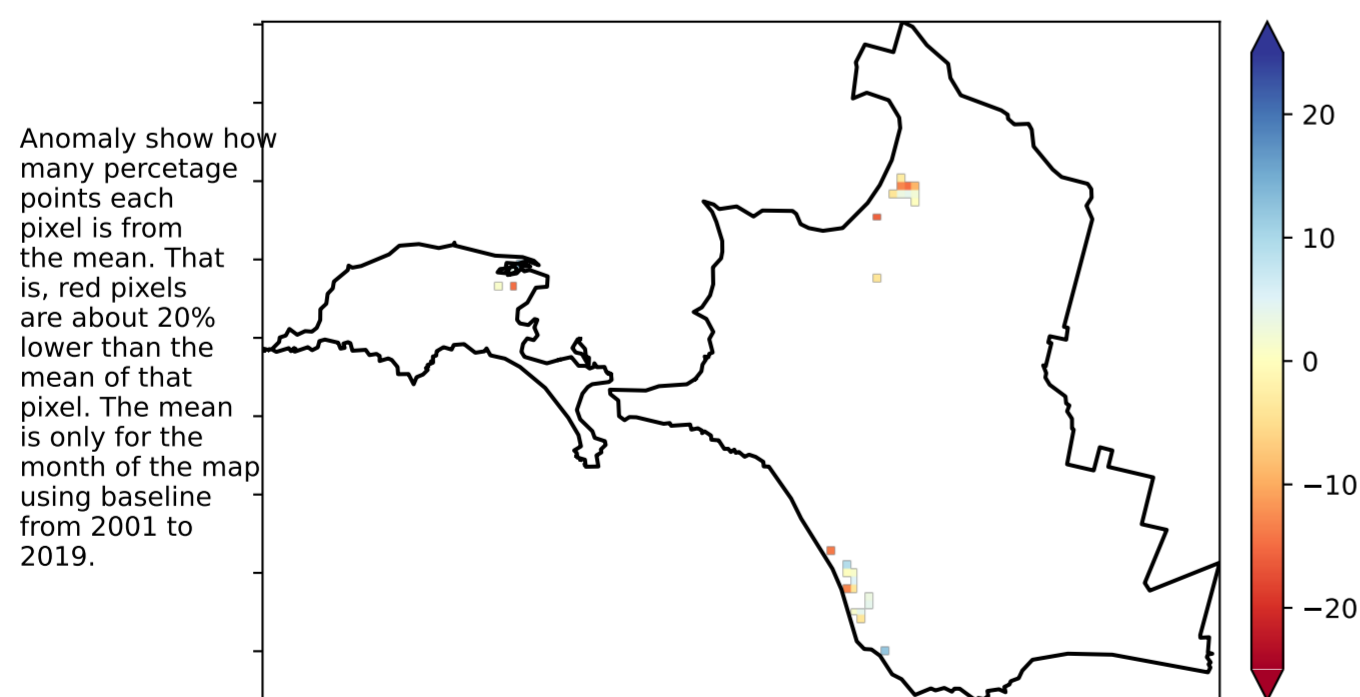 Anomaly show how
many percetage
points each
pixel is from
the mean. That
is, red pixels
are about 20%
lower than the
mean of that
pixel. The mean
is only for the
month of the map
using baseline
from 2001 to
2019.
20
10
0
−10
−20